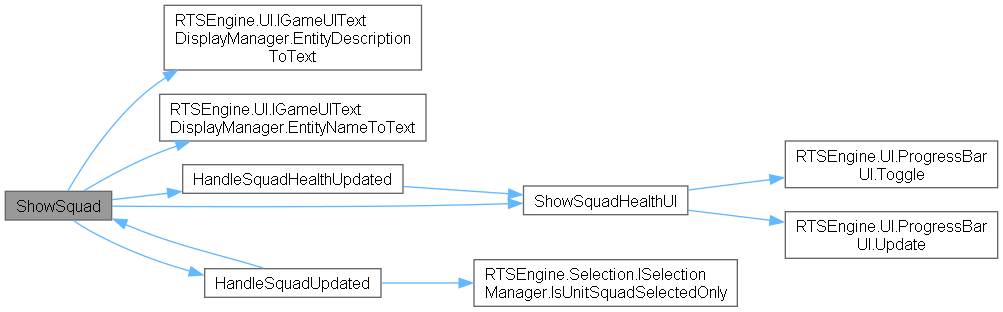 RTSEngine.UI.IGameUIText
DisplayManager.EntityDescription
ToText
RTSEngine.UI.IGameUIText
DisplayManager.EntityNameToText
HandleSquadHealthUpdated
ShowSquad
ShowSquadHealthUI
RTSEngine.UI.ProgressBar
UI.Toggle
RTSEngine.UI.ProgressBar
UI.Update
HandleSquadUpdated
RTSEngine.Selection.ISelection
Manager.IsUnitSquadSelectedOnly